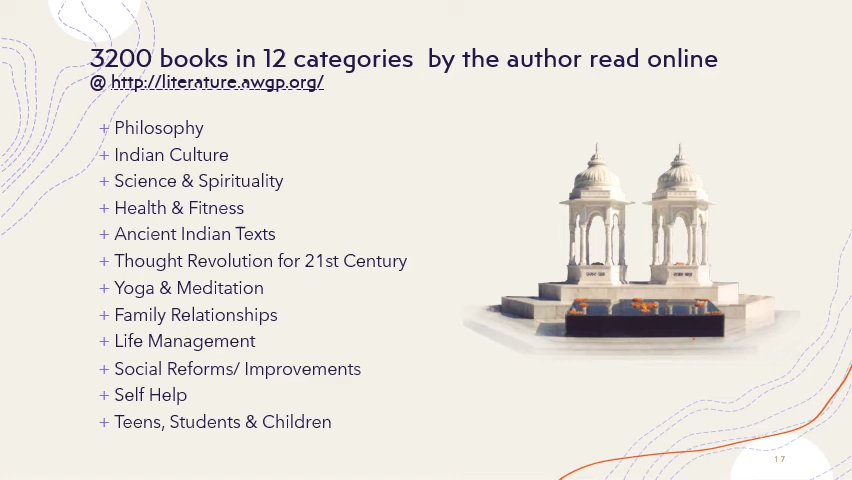 3200 books in 12 categories by the author read online
@ http://literature.awgp.org/
+ Philosophy
+ Indian Culture
+ Science & Spirituality
+ Health & Fitness
+ Ancient Indian Texts
+ Thought Revolution for 21st Century
+ Yoga & Meditation
+ Family Relationships
+ Life Management
+ Social Reforms/ Improvements
+ Self Help
+ Teens, Students & Children
17